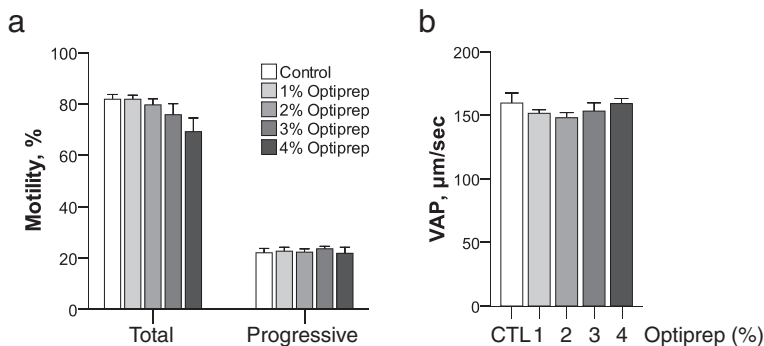 a
100
80
60
40
20
0
Motility, %
Control
1% Optiprep
2% Optiprep
3% Optiprep
4% Optiprep
Total Progressive
b
200
150
100
50
0
VAP, μm/sec
CTL 1 2 3 4 Optiprep (%)